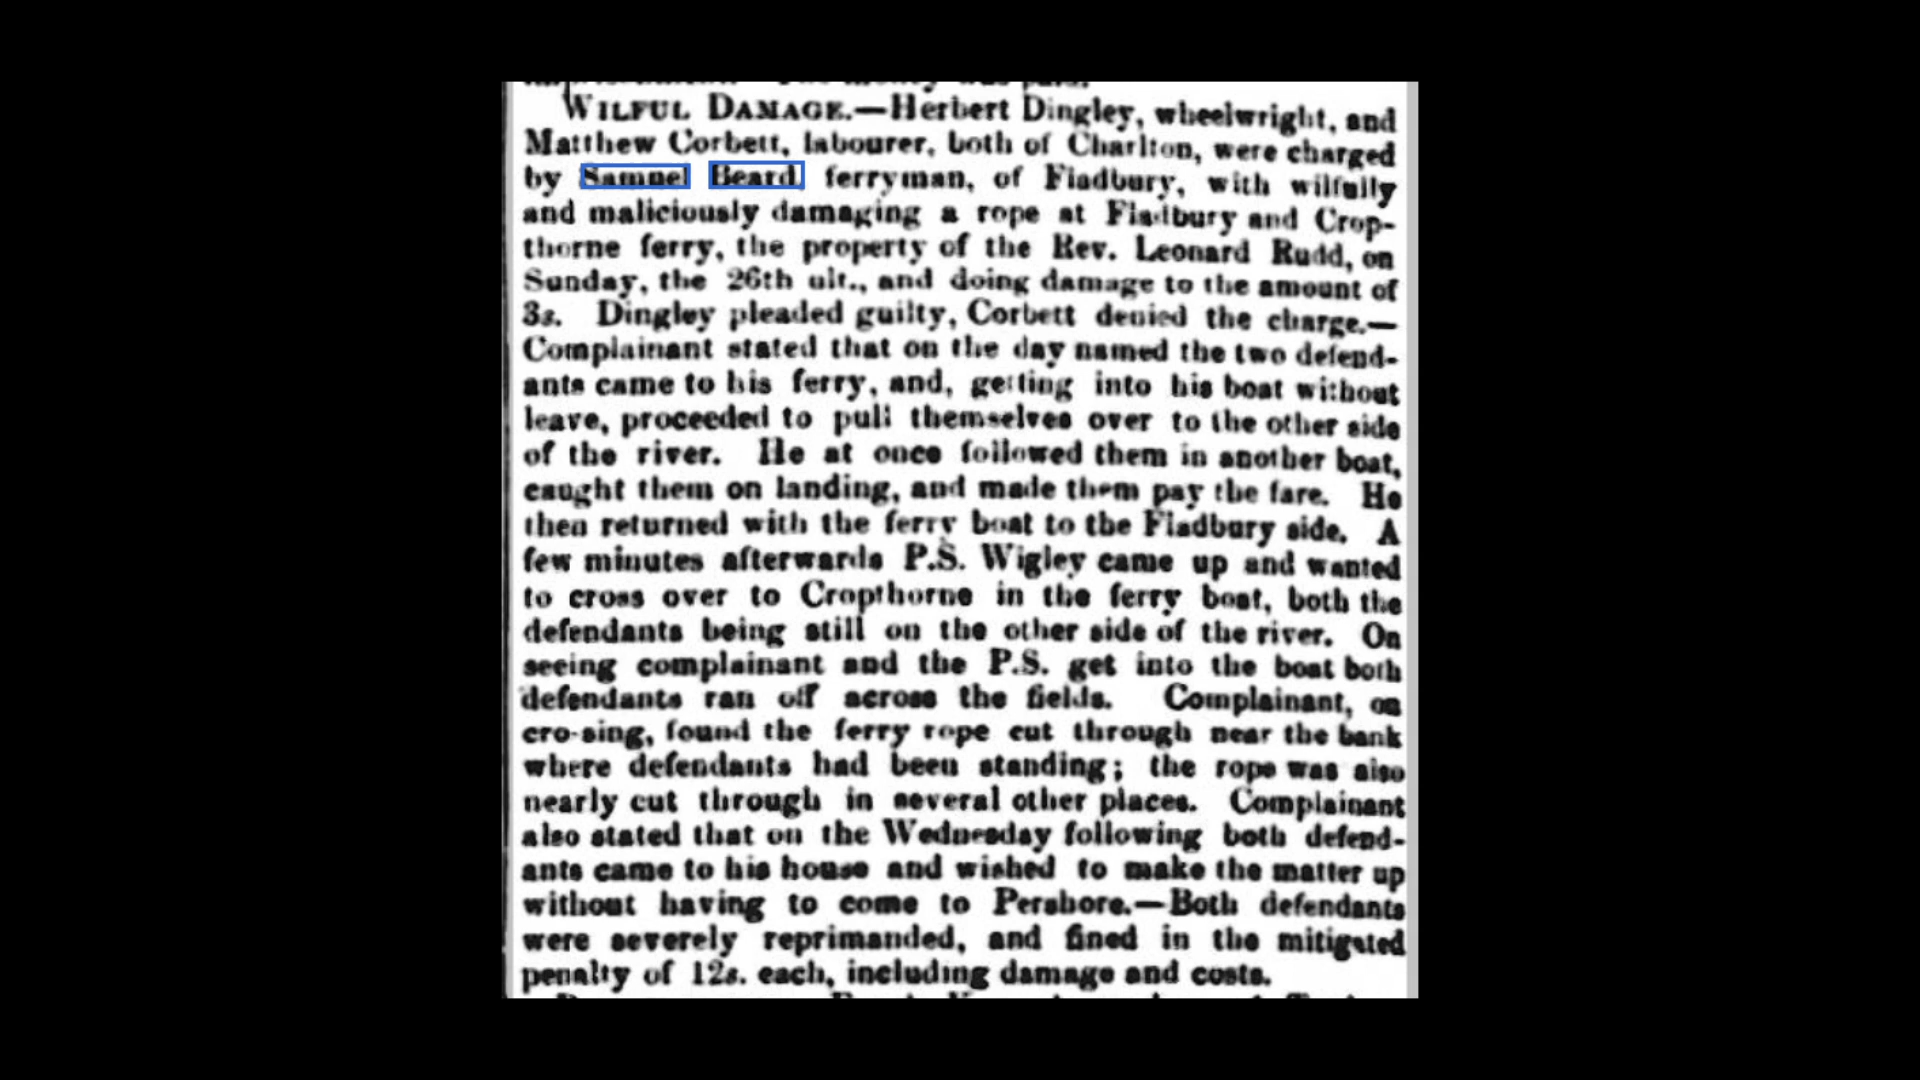 WILFUL DAMAGE.—Herbert Dingley, wheelwright, and
Matthew Corbett, labourer, both of Charlton, were charged
by Samuel Beard, ferryman, of Fladbury, with wilfully
and maliciously damaging a rope at Fladbury and Crop-
thorne ferry, the property of the Rev. Leonard Rudd, on
Sunday, the 26th ult., and doing damage to the amount of
3s. Dingley pleaded guilty, Corbett denied the charge.—
Complainant stated that on the day named the two defend-
ants came to his ferry, and, getting into his boat without
leave, proceeded to pull themselves over to the other side
of the river. He at once followed them in another boat,
caught them on landing, and made them pay the fare. He
then returned with the ferry boat to the Fladbury side. A
few minutes afterwards P.S. Wigley came up and wanted
to cross over to Cropthorne in the ferry boat, both the
defendants being still on the other side of the river. On
seeing complainant and the P.S. get into the boat both
defendants ran off across the fields. Complainant, on
crossing, found the ferry rope cut through near the bank
where defendants had been standing; the rope was also
nearly cut through in several other places. Complainant
also stated that on the Wednesday following both defend-
ants came to his house and wished to make the matter up
without having to come to Pershore.—Both defendants
were severely reprimanded, and fined in the mitigated
penalty of 12s. each, including damage and costs.